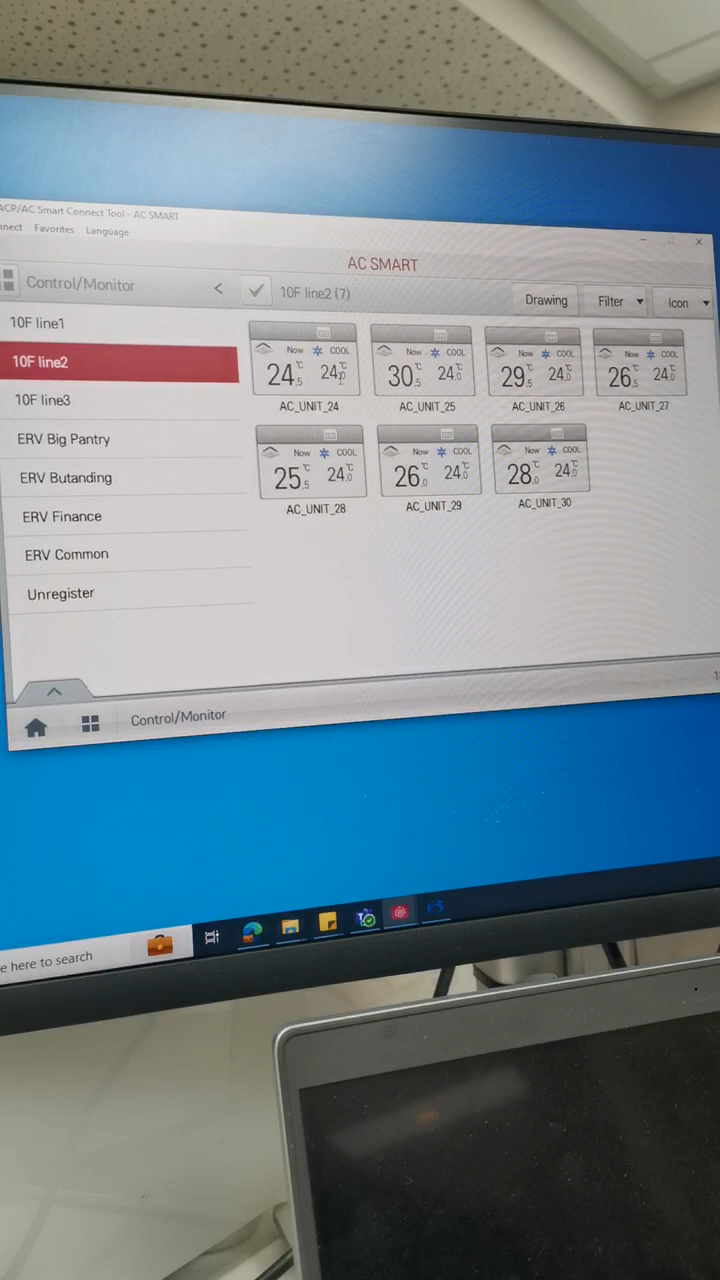 ACP/AC Smart Connect Tool - AC SMART
Favorites Language
AC SMART
Control/Monitor < 10F line2 (7) Drawing Filter Icon
10F line1
10F line2
10F line3
ERV Big Pantry
ERV Butanding
ERV Finance
ERV Common
Unregister
Now COOL
24.5 °C 24.0 °C
AC_UNIT_24
Now COOL
30.5 °C 24.0 °C
AC_UNIT_25
Now COOL
29.5 °C 24.0 °C
AC_UNIT_26
Now COOL
26.5 °C 24.0 °C
AC_UNIT_27
Now COOL
25.5 °C 24.0 °C
AC_UNIT_28
Now COOL
26.0 °C 24.0 °C
AC_UNIT_29
Now COOL
28.0 °C 24.0 °C
AC_UNIT_30
Control/Monitor
e here to search